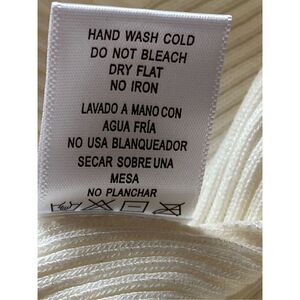 HAND WASH COLD
DO NOT BLEACH
DRY FLAT
NO IRON
LAVADO A MANO CON
AGUA FRÍA
NO USA BLANQUEADOR
SECAR SOBRE UNA
MESA
NO PLANCHAR